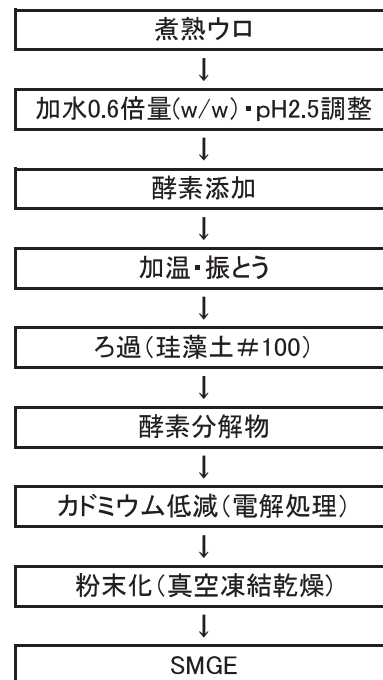 煮熟ウロ
↓
加水0.6倍量(w/w)・pH2.5調整
↓
酵素添加
↓
加温・振とう
↓
ろ過(珪藻土＃100)
↓
酵素分解物
↓
カドミウム低減(電解処理)
↓
粉末化(真空凍結乾燥)
↓
SMGE